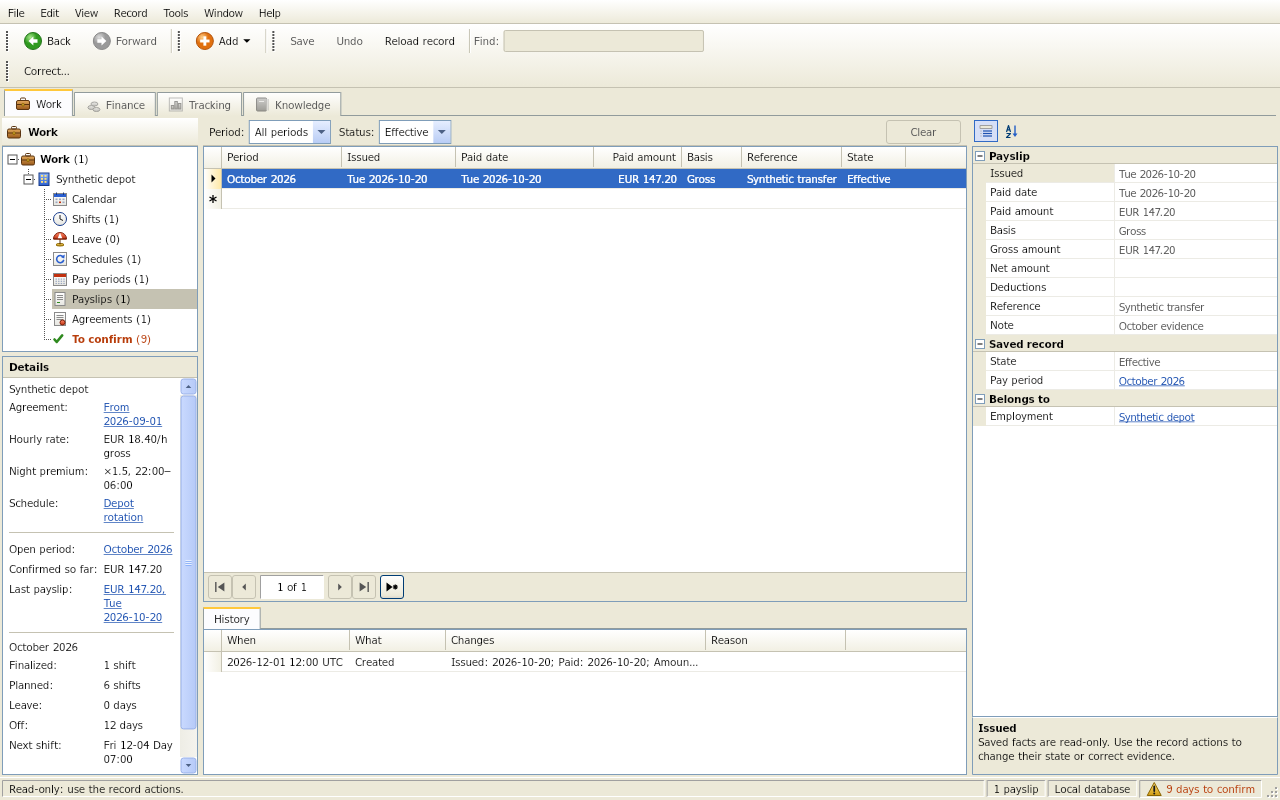 File Edit View Record Tools Window Help
Back Forward Add Save Undo Reload record Find:
Correct...
Work Finance Tracking Knowledge
Work
Period: All periods Status: Effective Clear
Work (1)
Synthetic depot
Calendar
Shifts (1)
Leave (0)
Schedules (1)
Pay periods (1)
Payslips (1)
Agreements (1)
To confirm (9)
Details
Synthetic depot
Agreement: From
2026-09-01
Hourly rate: EUR 18.40/h
gross
Night premium: ×1.5, 22:00–
06:00
Schedule: Depot
rotation
Open period: October 2026
Confirmed so far: EUR 147.20
Last payslip: EUR 147.20,
Tue
2026-10-20
October 2026
Finalized: 1 shift
Planned: 6 shifts
Leave: 0 days
Off: 12 days
Next shift: Fri 12-04 Day
07:00
Period Issued Paid date Paid amount Basis Reference State
October 2026 Tue 2026-10-20 Tue 2026-10-20 EUR 147.20 Gross Synthetic transfer Effective
1 of 1
History
When What Changes Reason
2026-12-01 12:00 UTC Created Issued: 2026-10-20; Paid: 2026-10-20; Amoun...
Payslip
Issued Tue 2026-10-20
Paid date Tue 2026-10-20
Paid amount EUR 147.20
Basis Gross
Gross amount EUR 147.20
Net amount
Deductions
Reference Synthetic transfer
Note October evidence
Saved record
State Effective
Pay period October 2026
Belongs to
Employment Synthetic depot
Issued
Saved facts are read-only. Use the record actions to
change their state or correct evidence.
Read-only: use the record actions. 1 payslip Local database 9 days to confirm